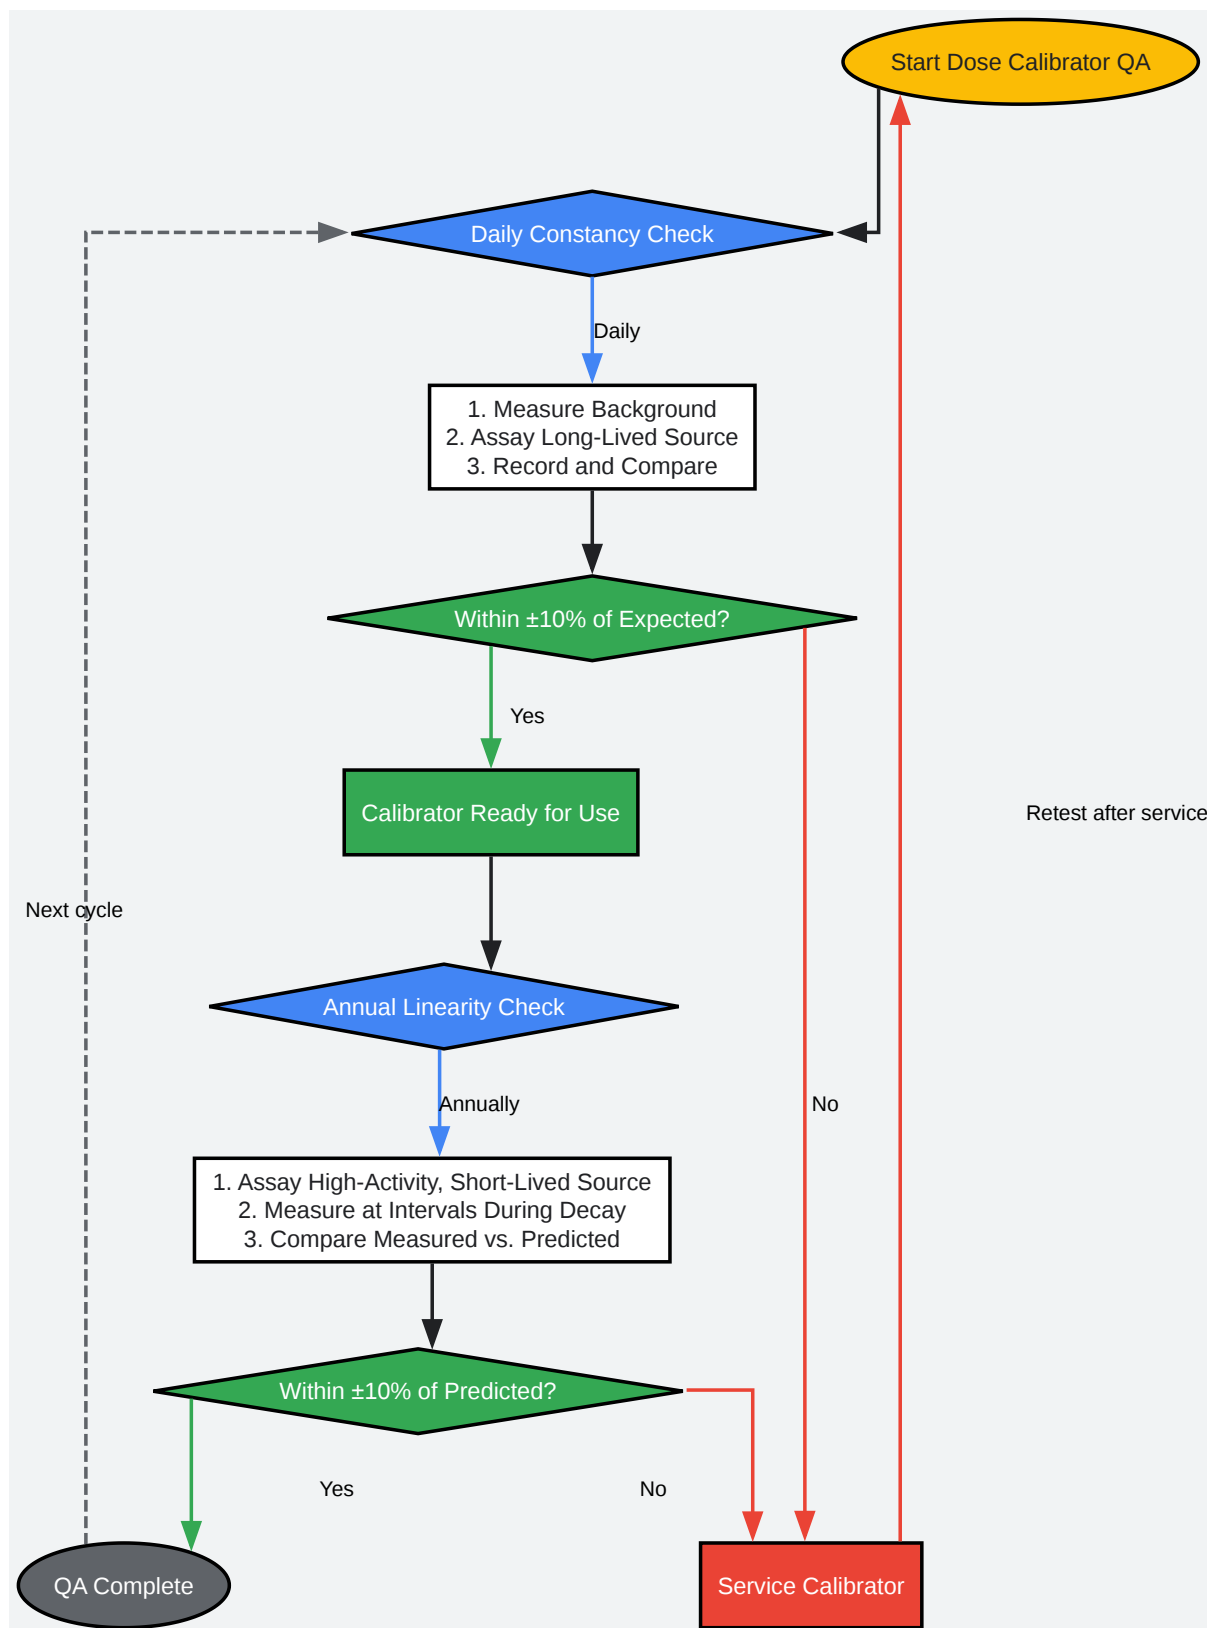 Start Dose Calibrator QA
Daily Constancy Check
Daily
1. Measure Background
2. Assay Long-Lived Source
3. Record and Compare
Within ±10% of Expected?
Yes
Calibrator Ready for Use
Retest after service
Next cycle
Annual Linearity Check
Annually
No
1. Assay High-Activity, Short-Lived Source
2. Measure at Intervals During Decay
3. Compare Measured vs. Predicted
Within ±10% of Predicted?
Yes
No
QA Complete
Service Calibrator